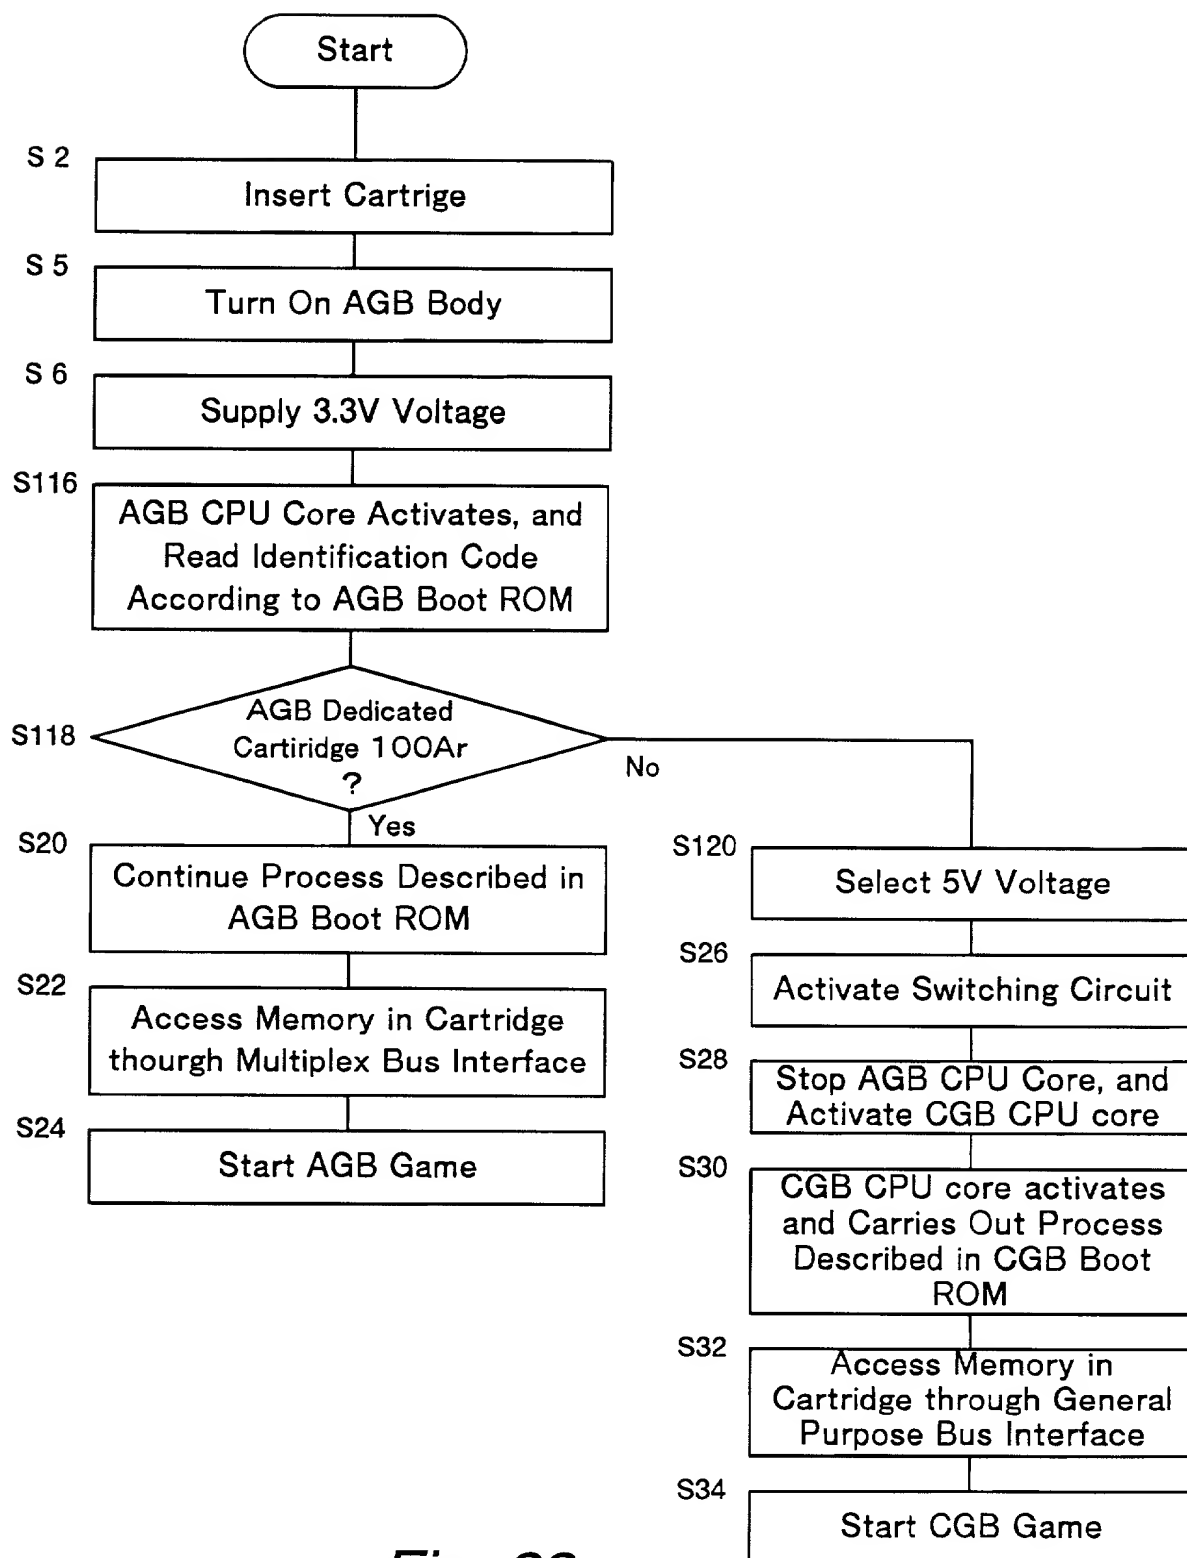 Start
S 2
Insert Cartrige
S 5
Turn On AGB Body
S 6
Supply 3.3V Voltage
S116
AGB CPU Core Activates, and
Read Identification Code
According to AGB Boot ROM
S118
AGB Dedicated
Cartiridge 100Ar
?
No
Yes
S20
Continue Process Described in
AGB Boot ROM
S22
Access Memory in Cartridge
thourgh Multiplex Bus Interface
S24
Start AGB Game
S120
Select 5V Voltage
S26
Activate Switching Circuit
S28
Stop AGB CPU Core, and
Activate CGB CPU core
S30
CGB CPU core activates
and Carries Out Process
Described in CGB Boot
ROM
S32
Access Memory in
Cartridge through General
Purpose Bus Interface
S34
Start CGB Game